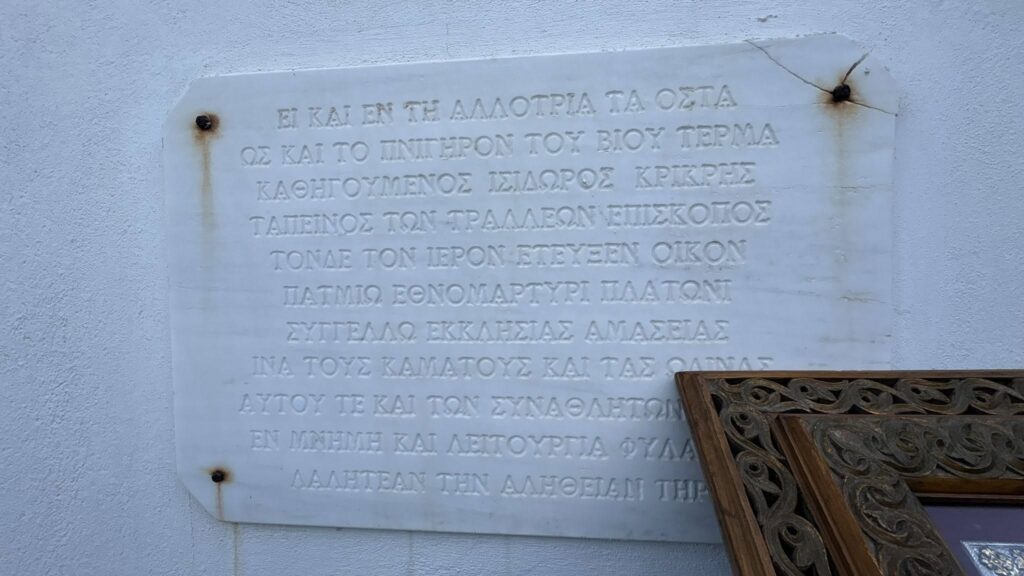 ΕΙ ΚΑΙ ΕΝ ΤΗ ΑΛΛΟΤΡΙΑ ΤΑ ΟΣΤΑ
ΩΣ ΚΑΙ ΤΟ ΠΝΙΓΗΡΟΝ ΤΟΥ ΒΙΟΥ ΤΕΡΜΑ
ΚΑΘΗΓΟΥΜΕΝΟΣ ΙΣΙΔΩΡΟΣ ΚΡΙΚΡΗΣ
ΤΑΠΕΙΝΟΣ ΤΩΝ ΤΡΑΛΛΕΩΝ ΕΠΙΣΚΟΠΟΣ
ΤΟΝΔΕ ΤΟΝ ΙΕΡΟΝ ΕΤΕΥΞΕΝ ΟΙΚΟΝ
ΠΑΤΜΙΩ ΕΘΝΟΜΑΡΤΥΡΙ ΠΛΑΤΩΝΙ
ΣΥΓΓΕΛΛΩ ΕΚΚΛΗΣΙΑΣ ΑΜΑΣΕΙΑΣ
ΙΝΑ ΤΟΥΣ ΚΑΜΑΤΟΥΣ ΚΑΙ ΤΑΣ ΩΔΙΝΑΣ
ΑΥΤΟΥ ΤΕ ΚΑΙ ΤΩΝ ΣΥΝΑΘΛΗΤΩΝ
ΕΝ ΜΝΗΜΗ ΚΑΙ ΛΕΙΤΟΥΡΓΙΑ
ΛΑΛΗΤΕΑΝ ΤΗΝ ΑΛΗΘΕΙΑΝ